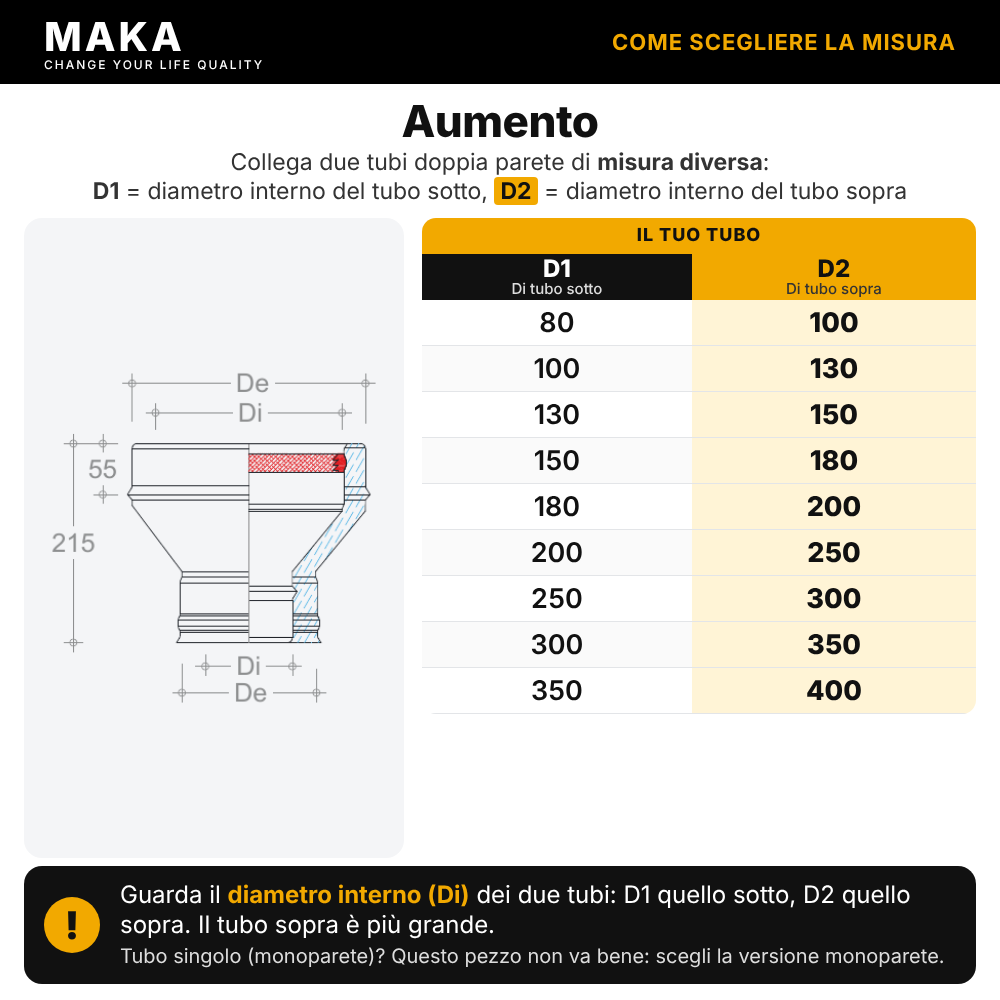 MAKA
CHANGE YOUR LIFE QUALITY
COME SCEGLIERE LA MISURA
Aumento
Collega due tubi doppia parete di misura diversa:
D1 = diametro interno del tubo sotto, D2 = diametro interno del tubo sopra
De
Di
55
215
Di
De
IL TUO TUBO
D1 D2
Di tubo sotto Di tubo sopra
80 100
100 130
130 150
150 180
180 200
200 250
250 300
300 350
350 400
!
Guarda il diametro interno (Di) dei due tubi: D1 quello sotto, D2 quello
sopra. Il tubo sopra è più grande.
Tubo singolo (monoparete)? Questo pezzo non va bene: scegli la versione monoparete.